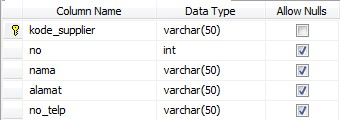 Column Name Data Type Allow Nulls
kode_supplier varchar(50)
no int
nama varchar(50)
alamat varchar(50)
no_telp varchar(50)